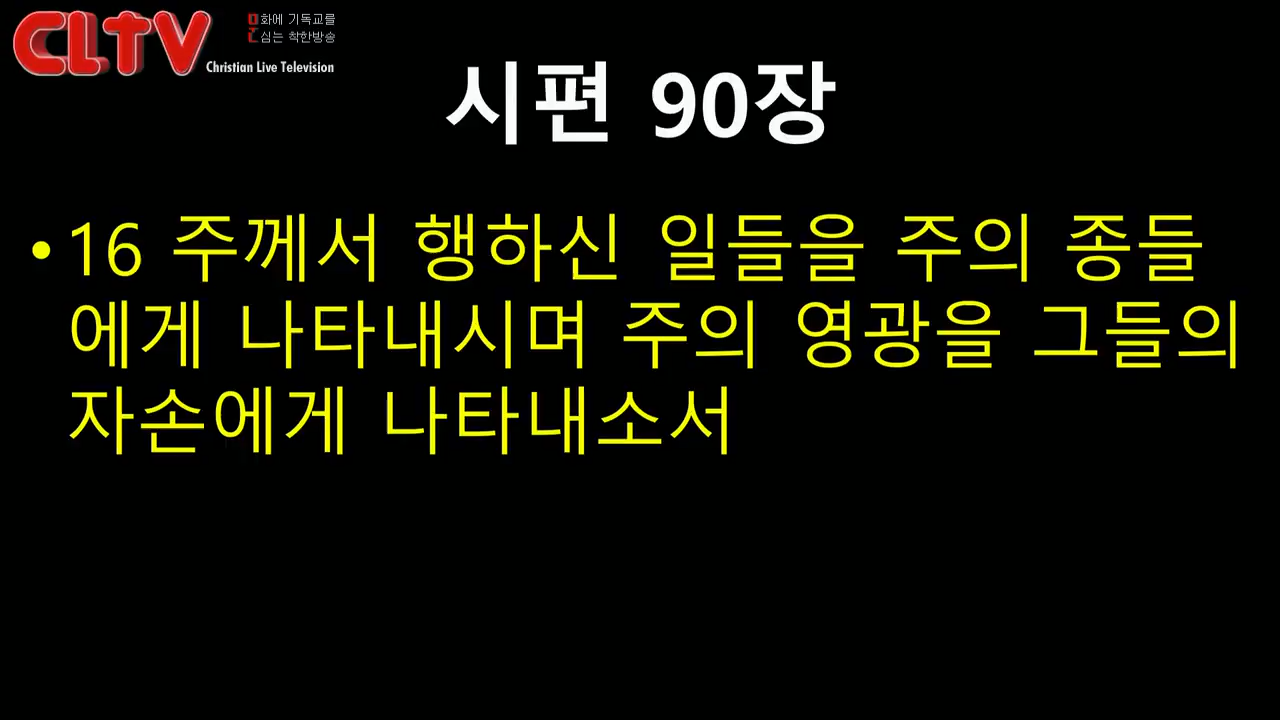 CLTV
문화에 기독교를
심는 착한방송
Christian Live Television
시편 90장
• 16 주께서 행하신 일들을 주의 종들
에게 나타내시며 주의 영광을 그들의
자손에게 나타내소서